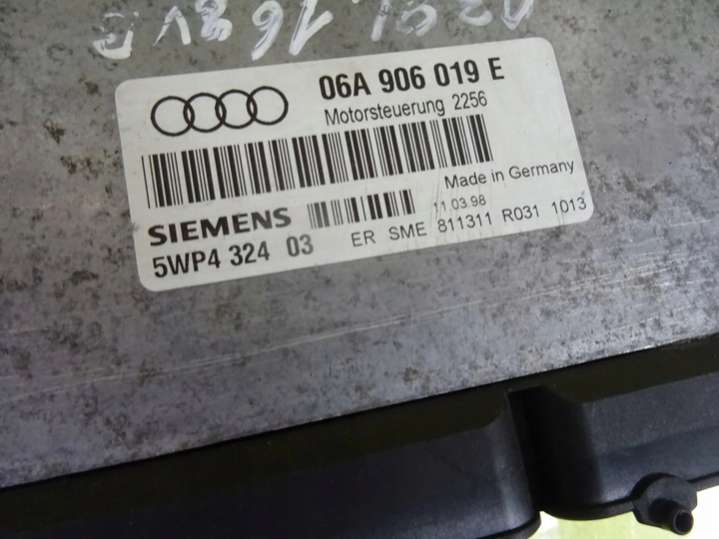 06A 906 019 E
Motorsteuerung 2256
Made in Germany
SIEMENS
11.03.98
5WP4 324 03
ER SME 811311 R031 1013